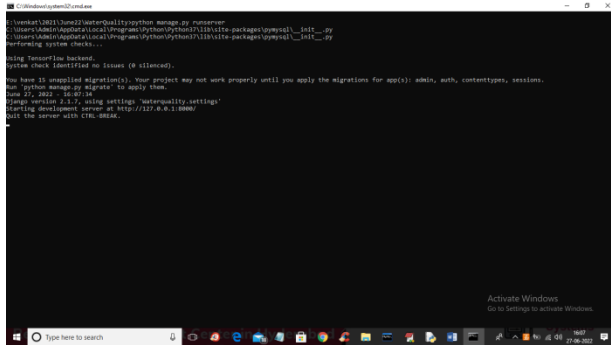 C:\Windows\system32\cmd.exe
E:\venkat\2021\June22\WaterQuality>python manage.py runserver
C:\Users\Admin\AppData\Local\Programs\Python\Python37\lib\site-packages\pymysql\__init__.py
C:\Users\Admin\AppData\Local\Programs\Python\Python37\lib\site-packages\pymysql\__init__.py
Performing system checks...
Using TensorFlow backend.
System check identified no issues (0 silenced).
You have 15 unapplied migration(s). Your project may not work properly until you apply the migrations for app(s): admin, auth, contenttypes, sessions.
Run 'python manage.py migrate' to apply them.
June 27, 2022 - 16:07:34
Django version 2.1.7, using settings 'Waterquality.settings'
Starting development server at http://127.0.0.1:8000/
Quit the server with CTRL-BREAK.
Activate Windows
Go to Settings to activate Windows.
Type here to search
16:07
27-06-2022